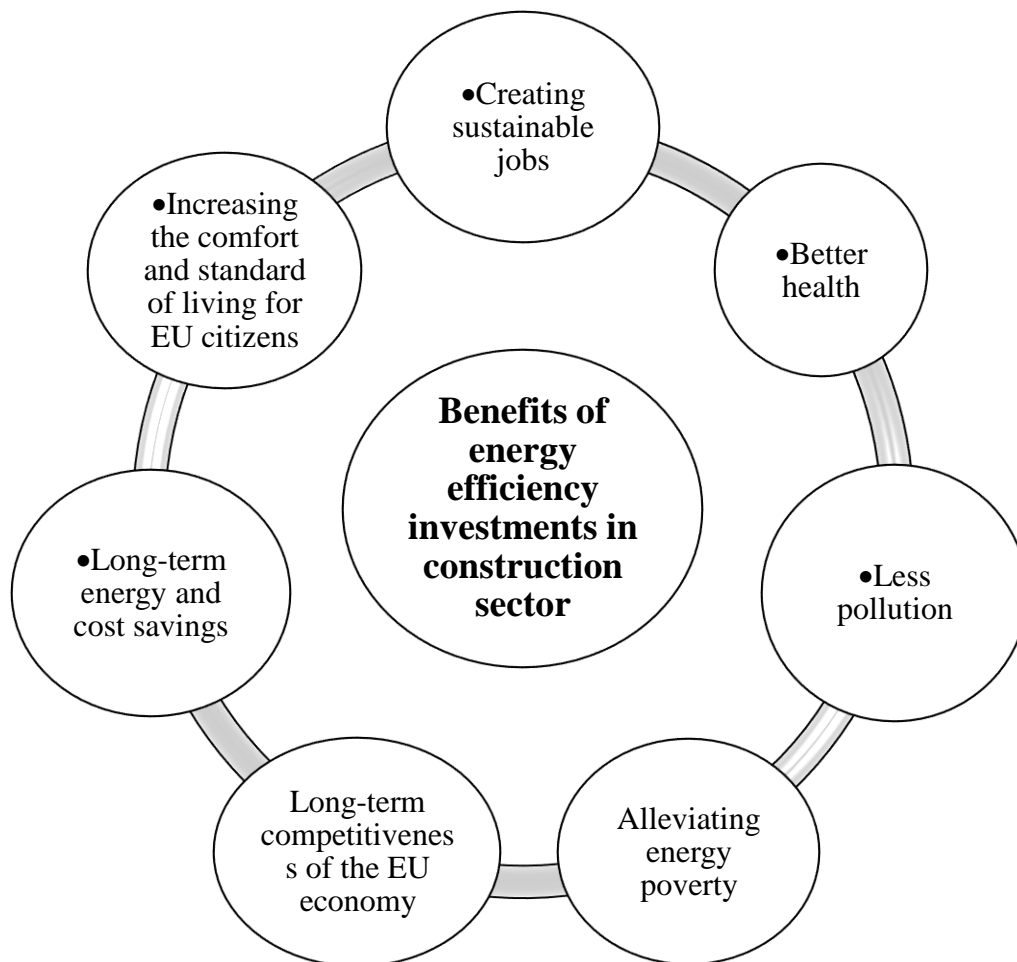 •Creating
sustainable
jobs
•Better
health
•Less
pollution
Alleviating
energy
poverty
Long-term
competitivenes
s of the EU
economy
•Long-term
energy and
cost savings
•Increasing
the comfort
and standard
of living for
EU citizens
Benefits of
energy
efficiency
investments in
construction
sector